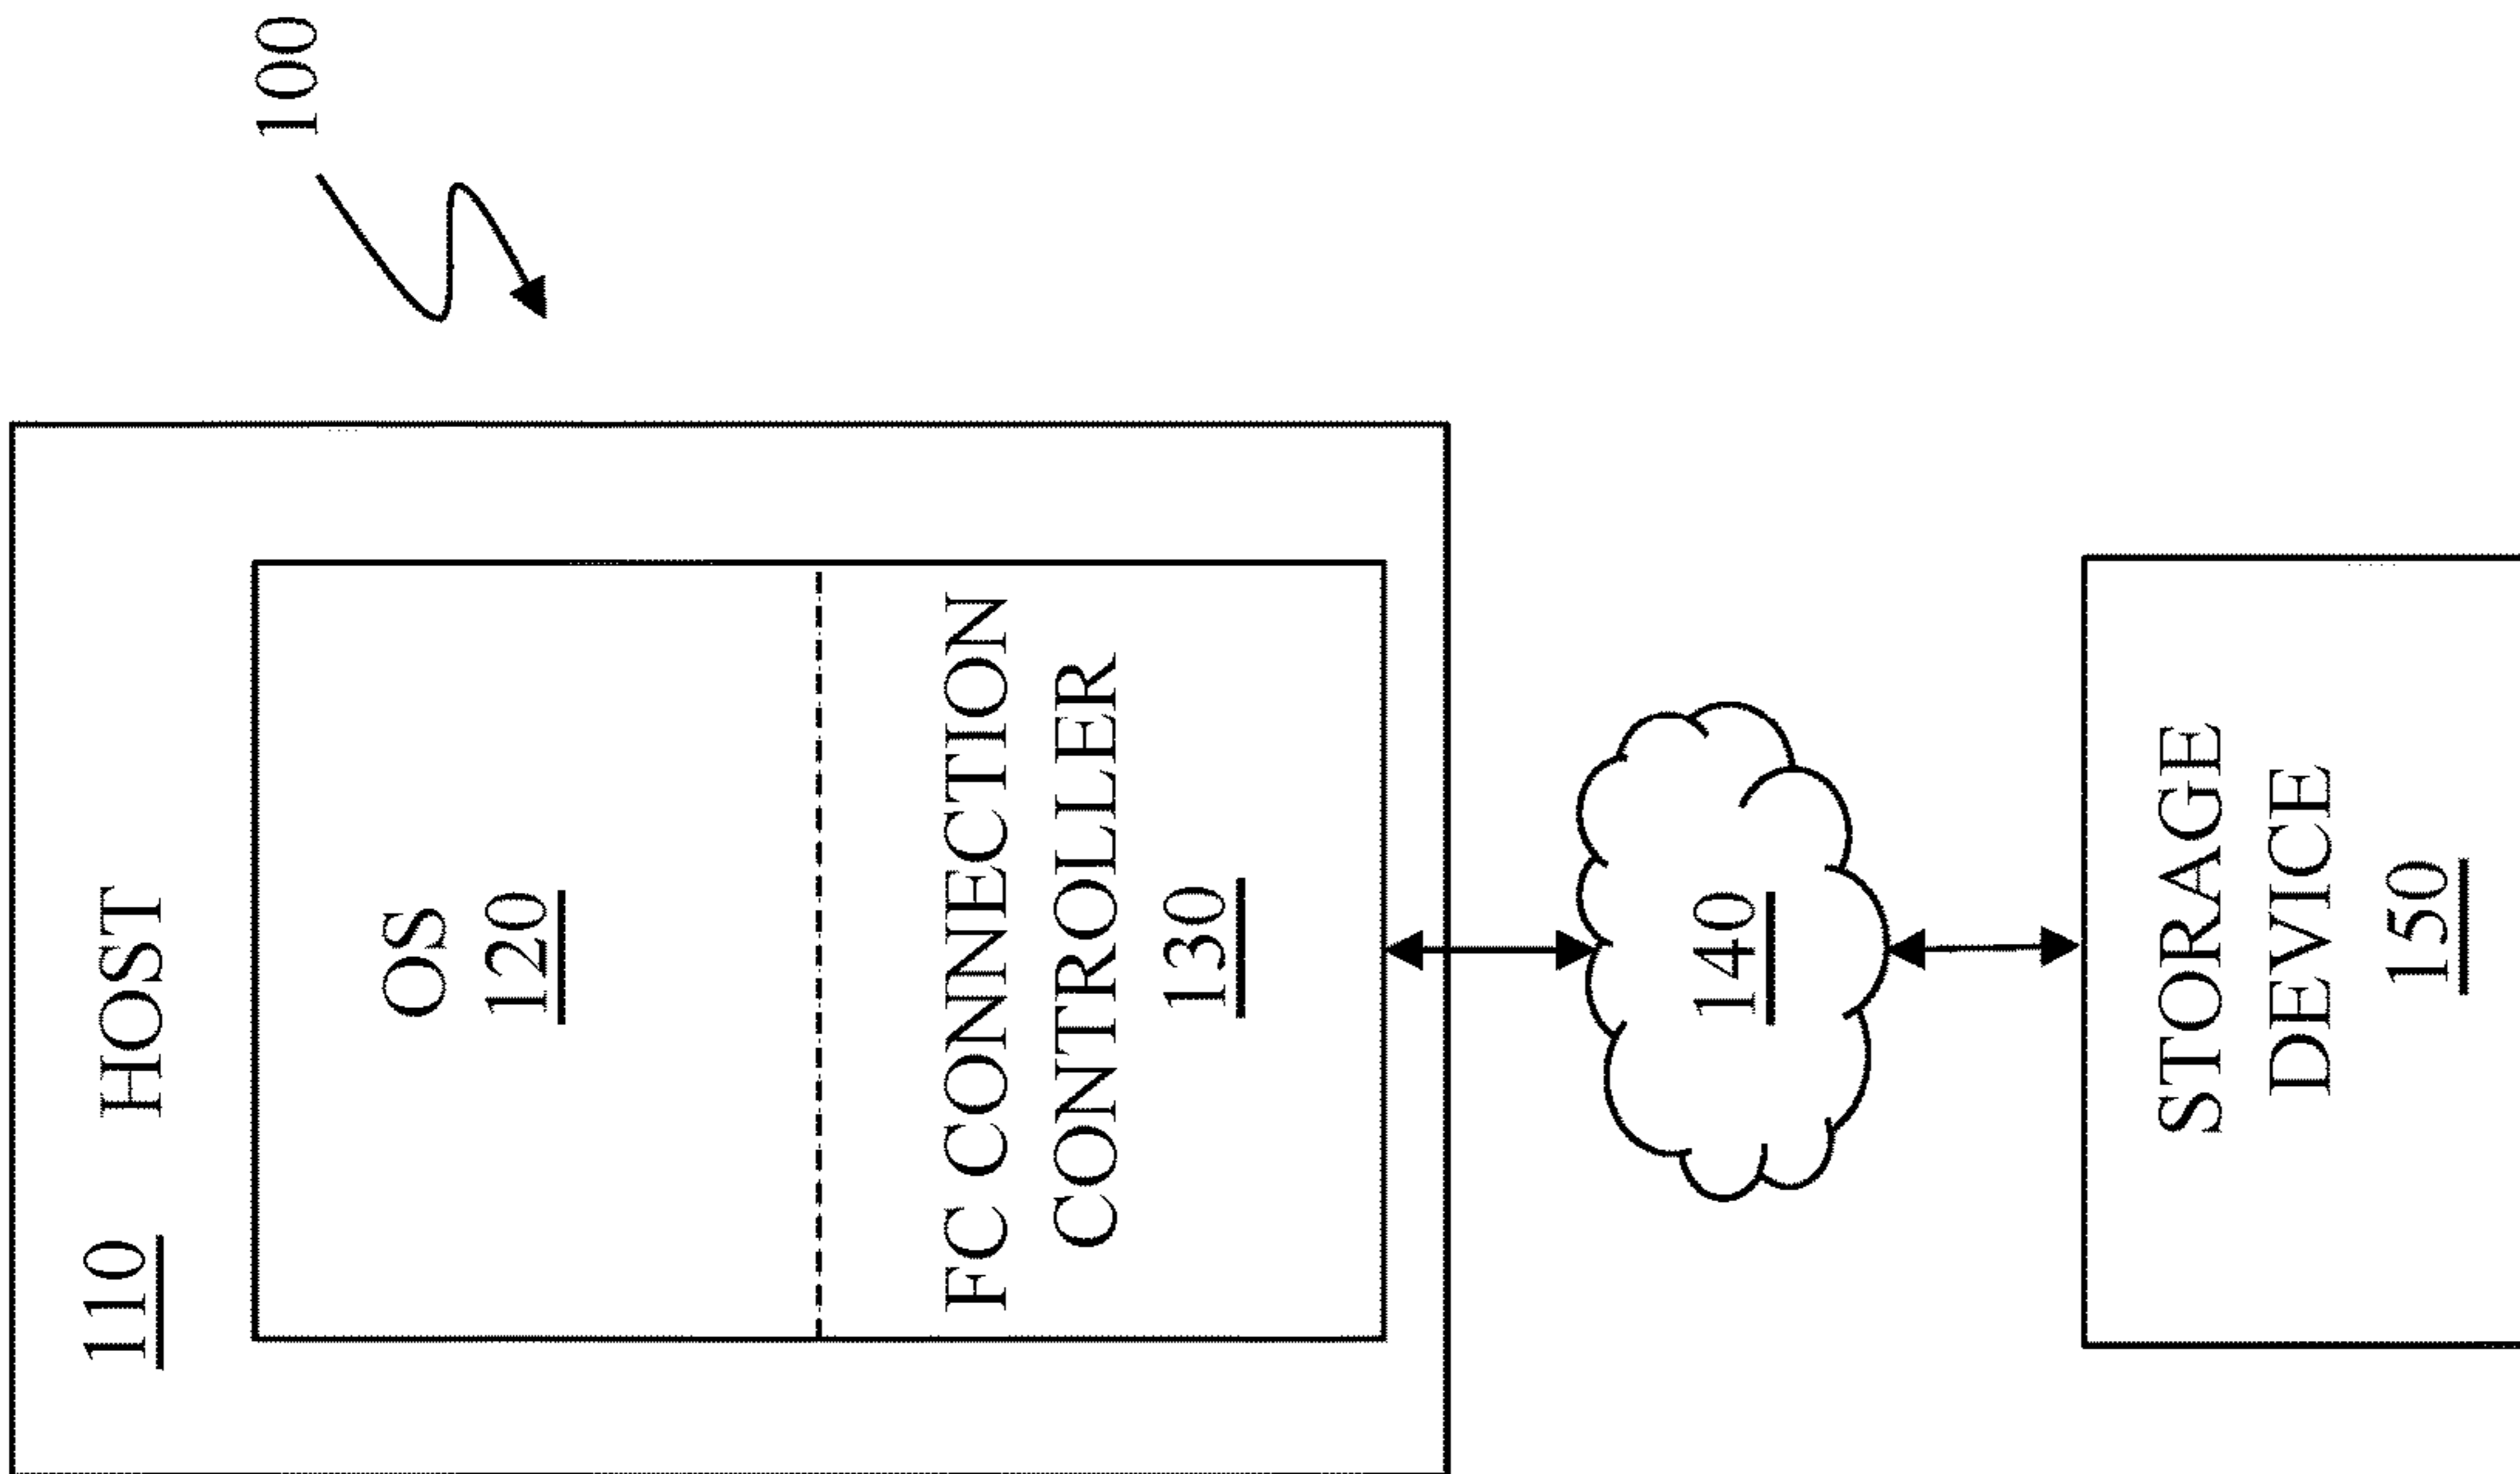 100
110 HOST
OS
120
FC CONNECTION
CONTROLLER
130
140
STORAGE
DEVICE
150